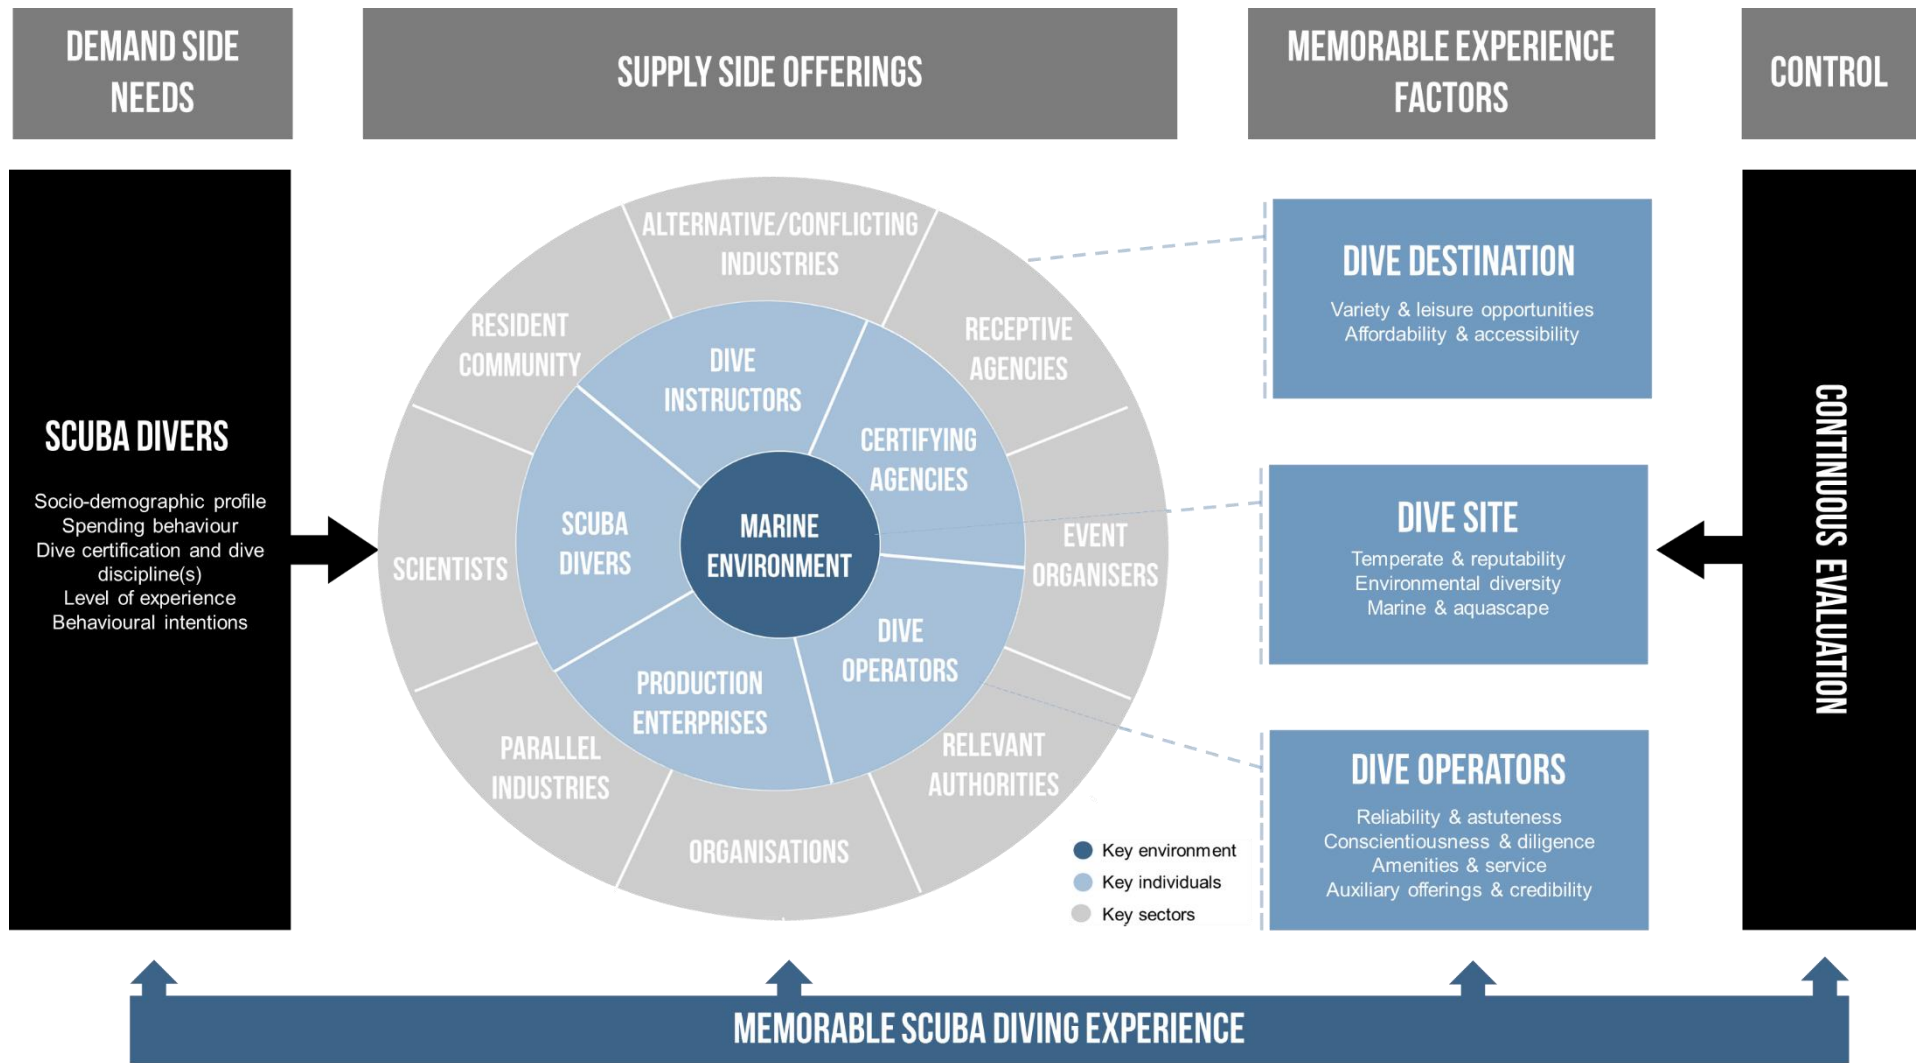 DEMAND SIDE
NEEDS
SUPPLY SIDE OFFERINGS
MEMORABLE EXPERIENCE
FACTORS
CONTROL
SCUBA DIVERS
Socio-demographic profile
Spending behaviour
Dive certification and dive
discipline(s)
Level of experience
Behavioural intentions
ALTERNATIVE/CONFLICTING
INDUSTRIES
RESIDENT
COMMUNITY
RECEPTIVE
AGENCIES
SCIENTISTS
EVENT
ORGANISERS
PARALLEL
INDUSTRIES
RELEVANT
AUTHORITIES
ORGANISATIONS
DIVE
INSTRUCTORS
CERTIFYING
AGENCIES
SCUBA
DIVERS
DIVE
OPERATORS
PRODUCTION
ENTERPRISES
MARINE
ENVIRONMENT
Key environment
Key individuals
Key sectors
DIVE DESTINATION
Variety & leisure opportunities
Affordability & accessibility
DIVE SITE
Temperate & reputability
Environmental diversity
Marine & aquascape
DIVE OPERATORS
Reliability & astuteness
Conscientiousness & diligence
Amenities & service
Auxiliary offerings & credibility
CONTINUOUS EVALUATION
MEMORABLE SCUBA DIVING EXPERIENCE